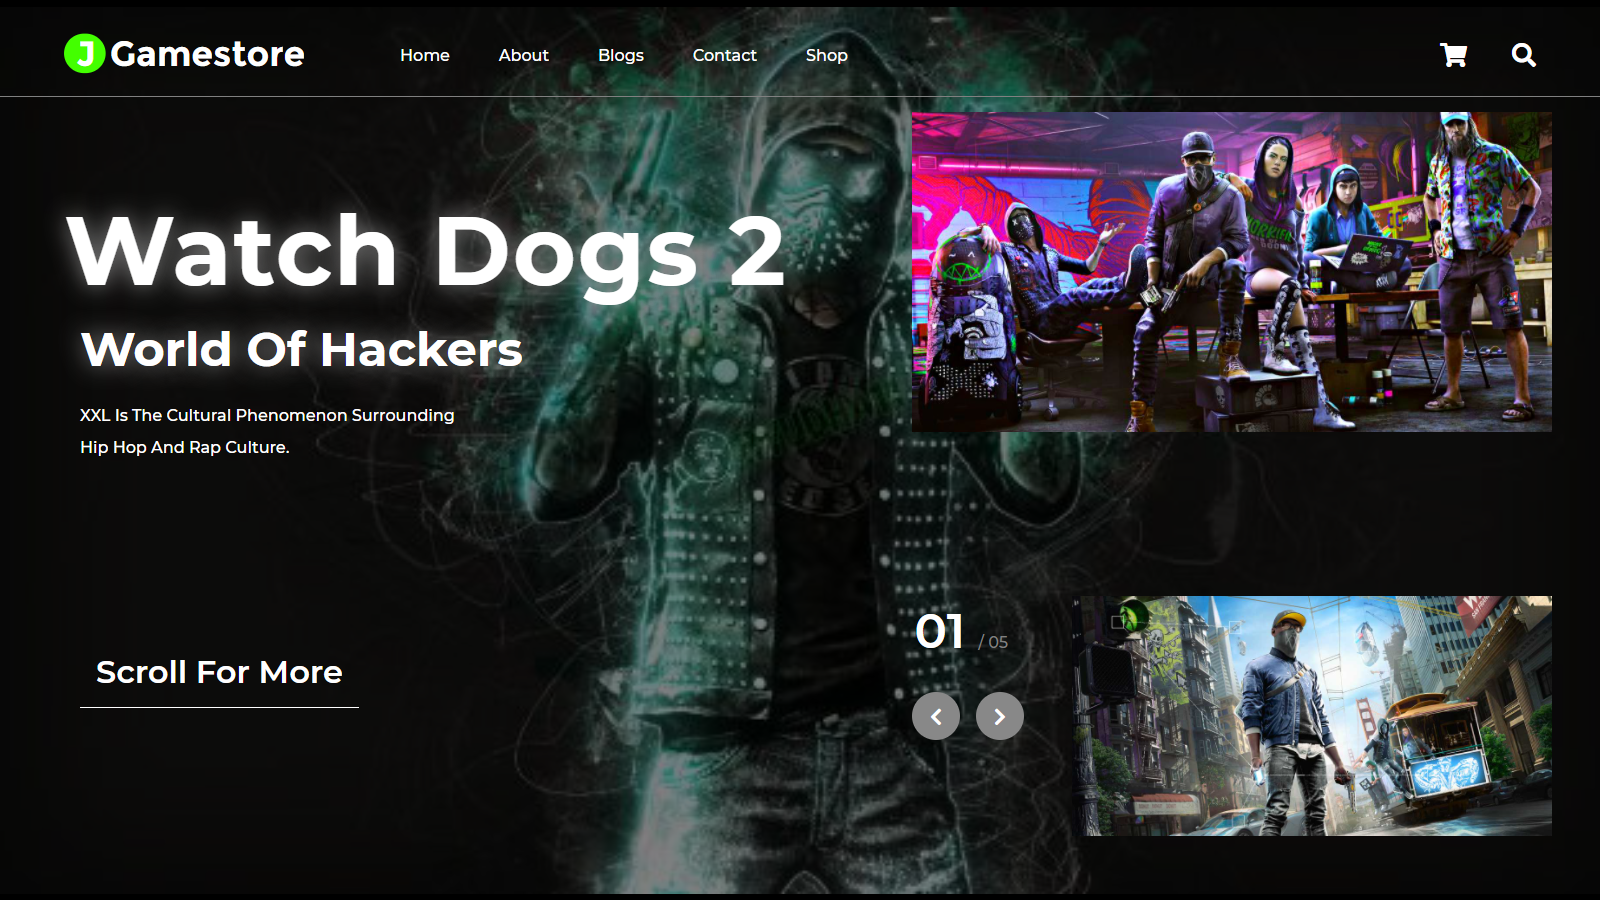 J Gamestore
Home
About
Blogs
Contact
Shop
Watch Dogs 2
World Of Hackers
XXL Is The Cultural Phenomenon Surrounding
Hip Hop And Rap Culture.
Scroll For More
01 / 05